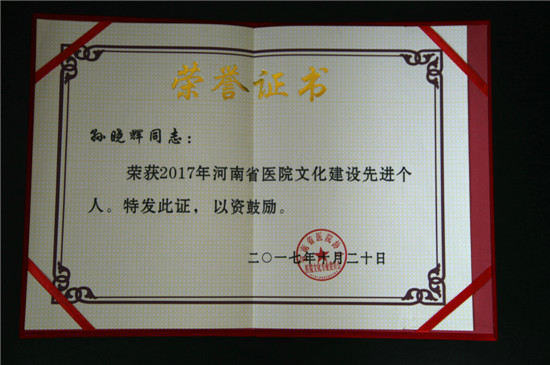 荣誉证书
孙晓辉同志：
荣获2017年河南省医院文化建设先进个
人。特发此证，以资鼓励。
二〇一七年十月二十日